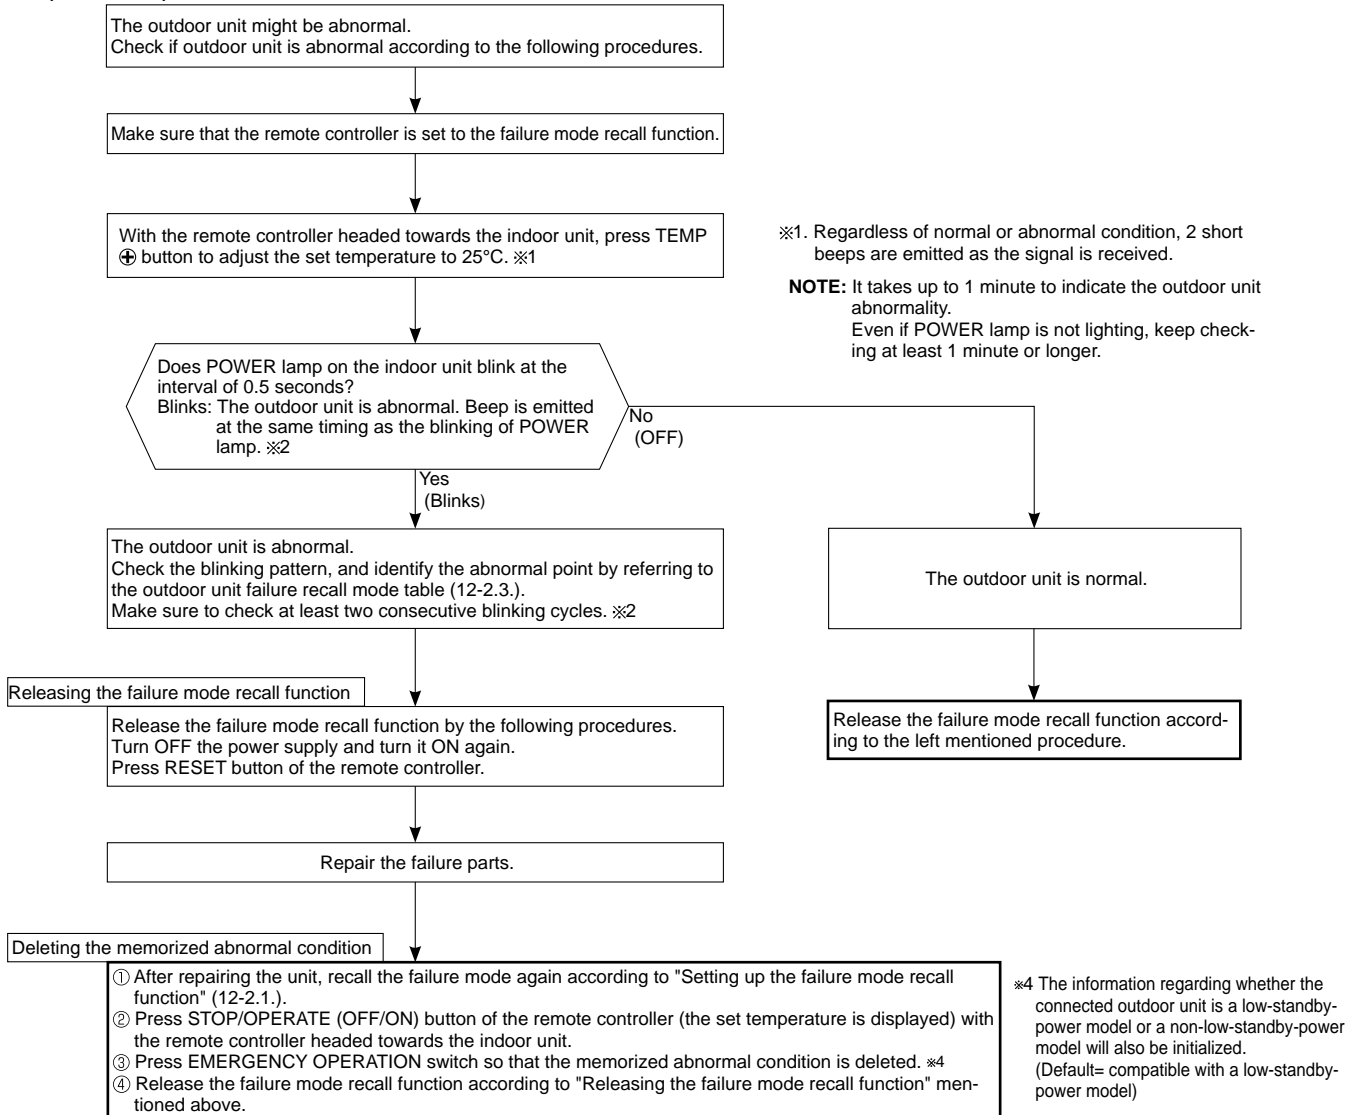 The outdoor unit might be abnormal.
Check if outdoor unit is abnormal according to the following procedures.
Make sure that the remote controller is set to the failure mode recall function.
With the remote controller headed towards the indoor unit, press TEMP
⊕ button to adjust the set temperature to 25°C. ※1
※1. Regardless of normal or abnormal condition, 2 short
beeps are emitted as the signal is received.
NOTE: It takes up to 1 minute to indicate the outdoor unit
abnormality.
Even if POWER lamp is not lighting, keep check-
ing at least 1 minute or longer.
Does POWER lamp on the indoor unit blink at the
interval of 0.5 seconds?
Blinks: The outdoor unit is abnormal. Beep is emitted
at the same timing as the blinking of POWER
lamp. ※2
No
(OFF)
Yes
(Blinks)
The outdoor unit is abnormal.
Check the blinking pattern, and identify the abnormal point by referring to
the outdoor unit failure recall mode table (12-2.3.).
Make sure to check at least two consecutive blinking cycles. ※2
The outdoor unit is normal.
Releasing the failure mode recall function
Release the failure mode recall function by the following procedures.
Turn OFF the power supply and turn it ON again.
Press RESET button of the remote controller.
Release the failure mode recall function accord-
ing to the left mentioned procedure.
Repair the failure parts.
Deleting the memorized abnormal condition
① After repairing the unit, recall the failure mode again according to "Setting up the failure mode recall
function" (12-2.1.).
② Press STOP/OPERATE (OFF/ON) button of the remote controller (the set temperature is displayed) with
the remote controller headed towards the indoor unit.
③ Press EMERGENCY OPERATION switch so that the memorized abnormal condition is deleted. ※4
④ Release the failure mode recall function according to "Releasing the failure mode recall function" men-
tioned above.
※4 The information regarding whether the
connected outdoor unit is a low-standby-
power model or a non-low-standby-power
model will also be initialized.
(Default= compatible with a low-standby-
power model)